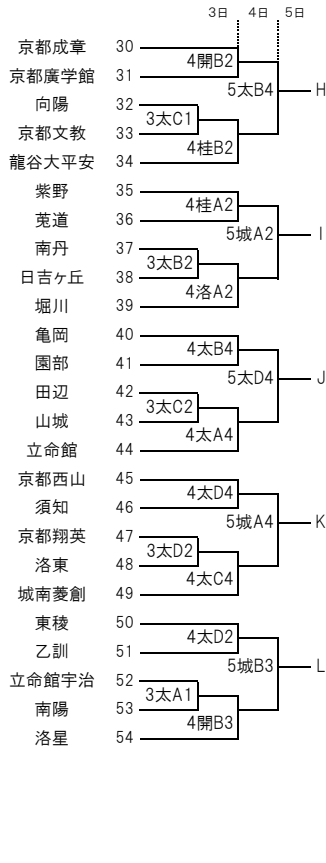 3日 4日 5日
京都成章 30
4開B2
京都廣学館 31
5太B4 H
向陽 32
3太C1
京都文教 33
4桂B2
龍谷大平安 34
紫野 35
4桂A2
莵道 36
5城A2 I
南丹 37
3太B2
日吉ヶ丘 38
4洛A2
堀川 39
亀岡 40
4太B4
園部 41
5太D4 J
田辺 42
3太C2
山城 43
4太A4
立命館 44
京都西山 45
4太D4
須知 46
5城A4 K
京都翔英 47
3太D2
洛東 48
4太C4
城南菱創 49
東稜 50
4太D2
乙訓 51
5城B3 L
立命館宇治 52
3太A1
南陽 53
4開B3
洛星 54